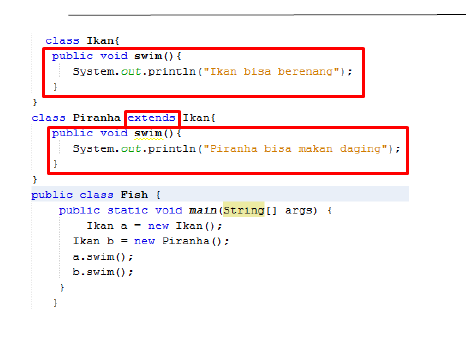 class Ikan{
public void swim(){
System.out.println("Ikan bisa berenang");
}
}
class Piranha extends Ikan{
public void swim(){
System.out.println("Piranha bisa makan daging");
}
}
public class Fish {
public static void main(String[] args) {
Ikan a = new Ikan();
Ikan b = new Piranha();
a.swim();
b.swim();
}
}